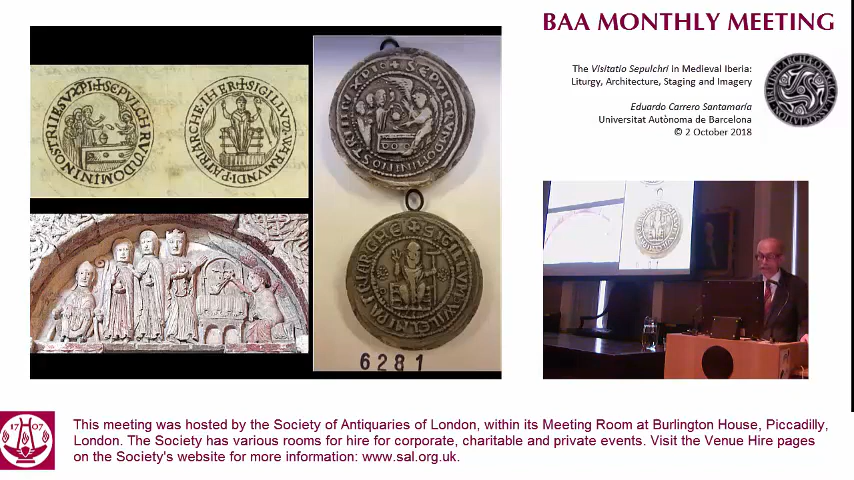 BAA MONTHLY MEETING
The Visitatio Sepulchri in Medieval Iberia:
Liturgy, Architecture, Staging and Imagery
Eduardo Carrero Santamaría
Universitat Autònoma de Barcelona
© 2 October 2018
6281
1707
This meeting was hosted by the Society of Antiquaries of London, within its Meeting Room at Burlington House, Piccadilly,
London. The Society has various rooms for hire for corporate, charitable and private events. Visit the Venue Hire pages
on the Society's website for more information: www.sal.org.uk.